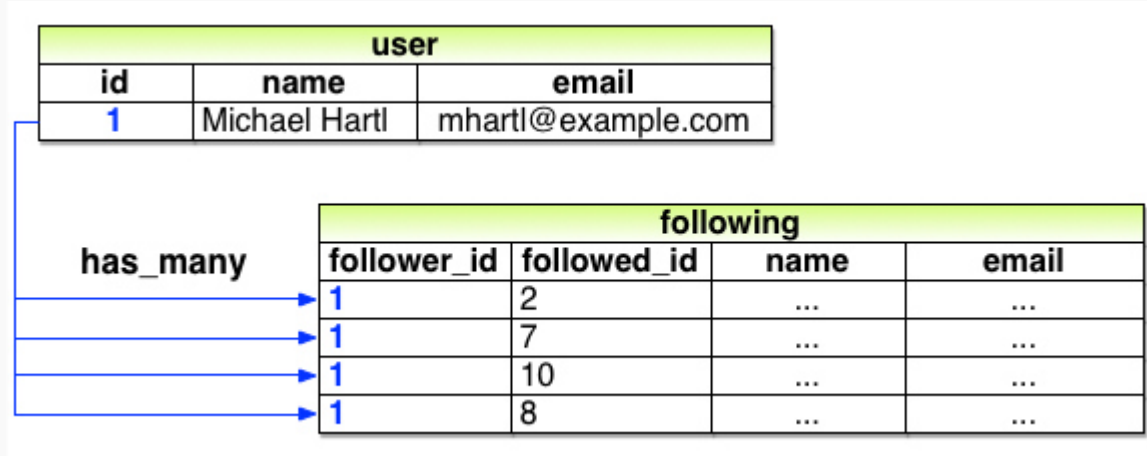 user
id name email
1 Michael Hartl mhartl@example.com
following
has_many follower_id followed_id name email
1 2 ... ...
1 7 ... ...
1 10 ... ...
1 8 ... ...